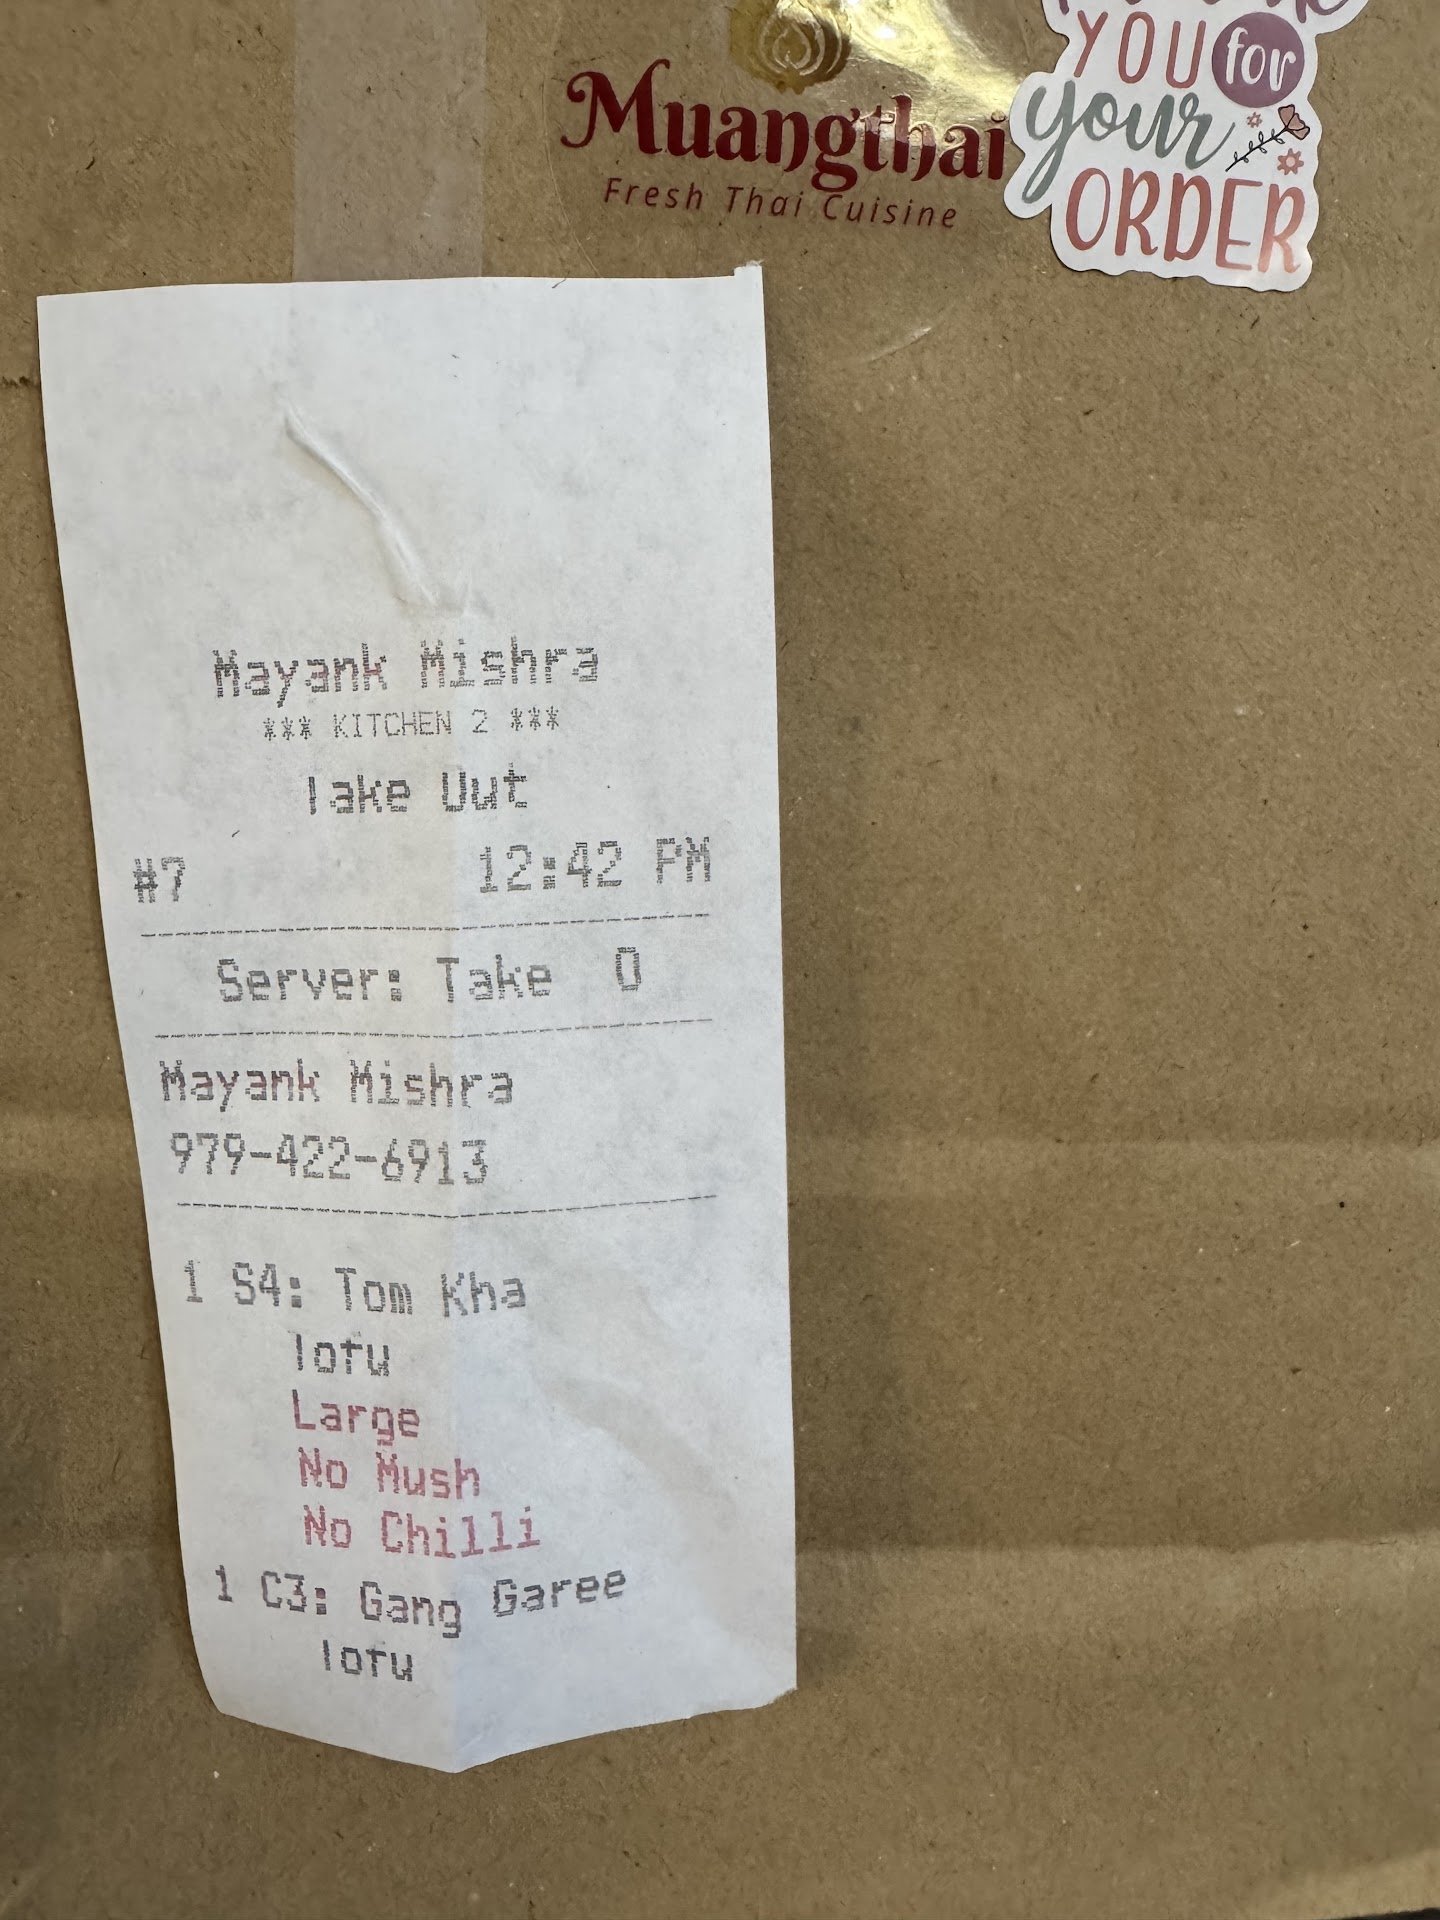 Muangthai
Fresh Thai Cuisine
YOU for
your
ORDER
Mayank Mishra
*** KITCHEN 2 ***
Take Out
#7 12:42 PM
Server: Take O
Mayank Mishra
979-422-6913
1 S4: Tom Kha
Tofu
Large
No Mush
No Chilli
1 C3: Gang Garee
Tofu